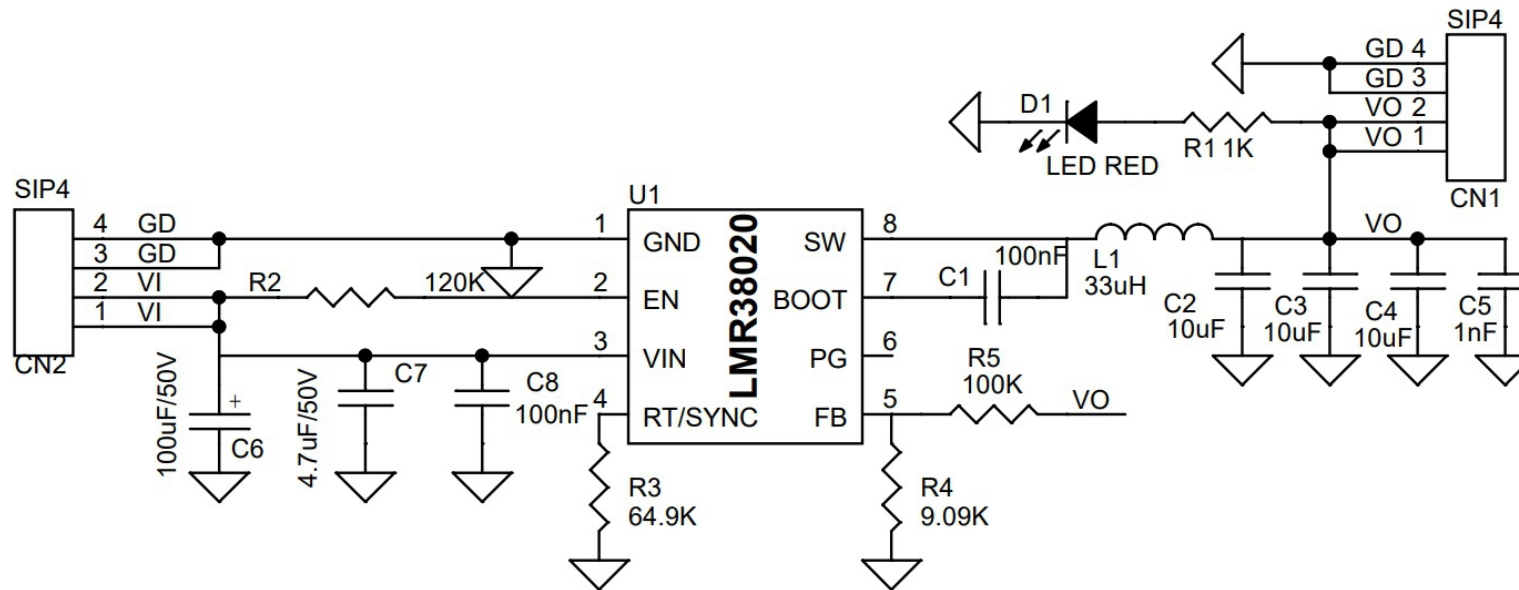 SIP4
GD 4
GD 3
VO 2
VO 1
CN1
D1
LED RED
R1 1K
SIP4
4 GD
3 GD
2 VI
1 VI
CN2
R2 120K
U1
LMR38020
1 GND
2 EN
3 VIN
4 RT/SYNC
SW 8
BOOT 7
PG 6
FB 5
C1 100nF
L1
33uH
VO
C2
10uF
C3
10uF
C4
10uF
C5
1nF
R5
100K
VO
100uF/50V
+
C6
4.7uF/50V
C7
C8
100nF
R3
64.9K
R4
9.09K